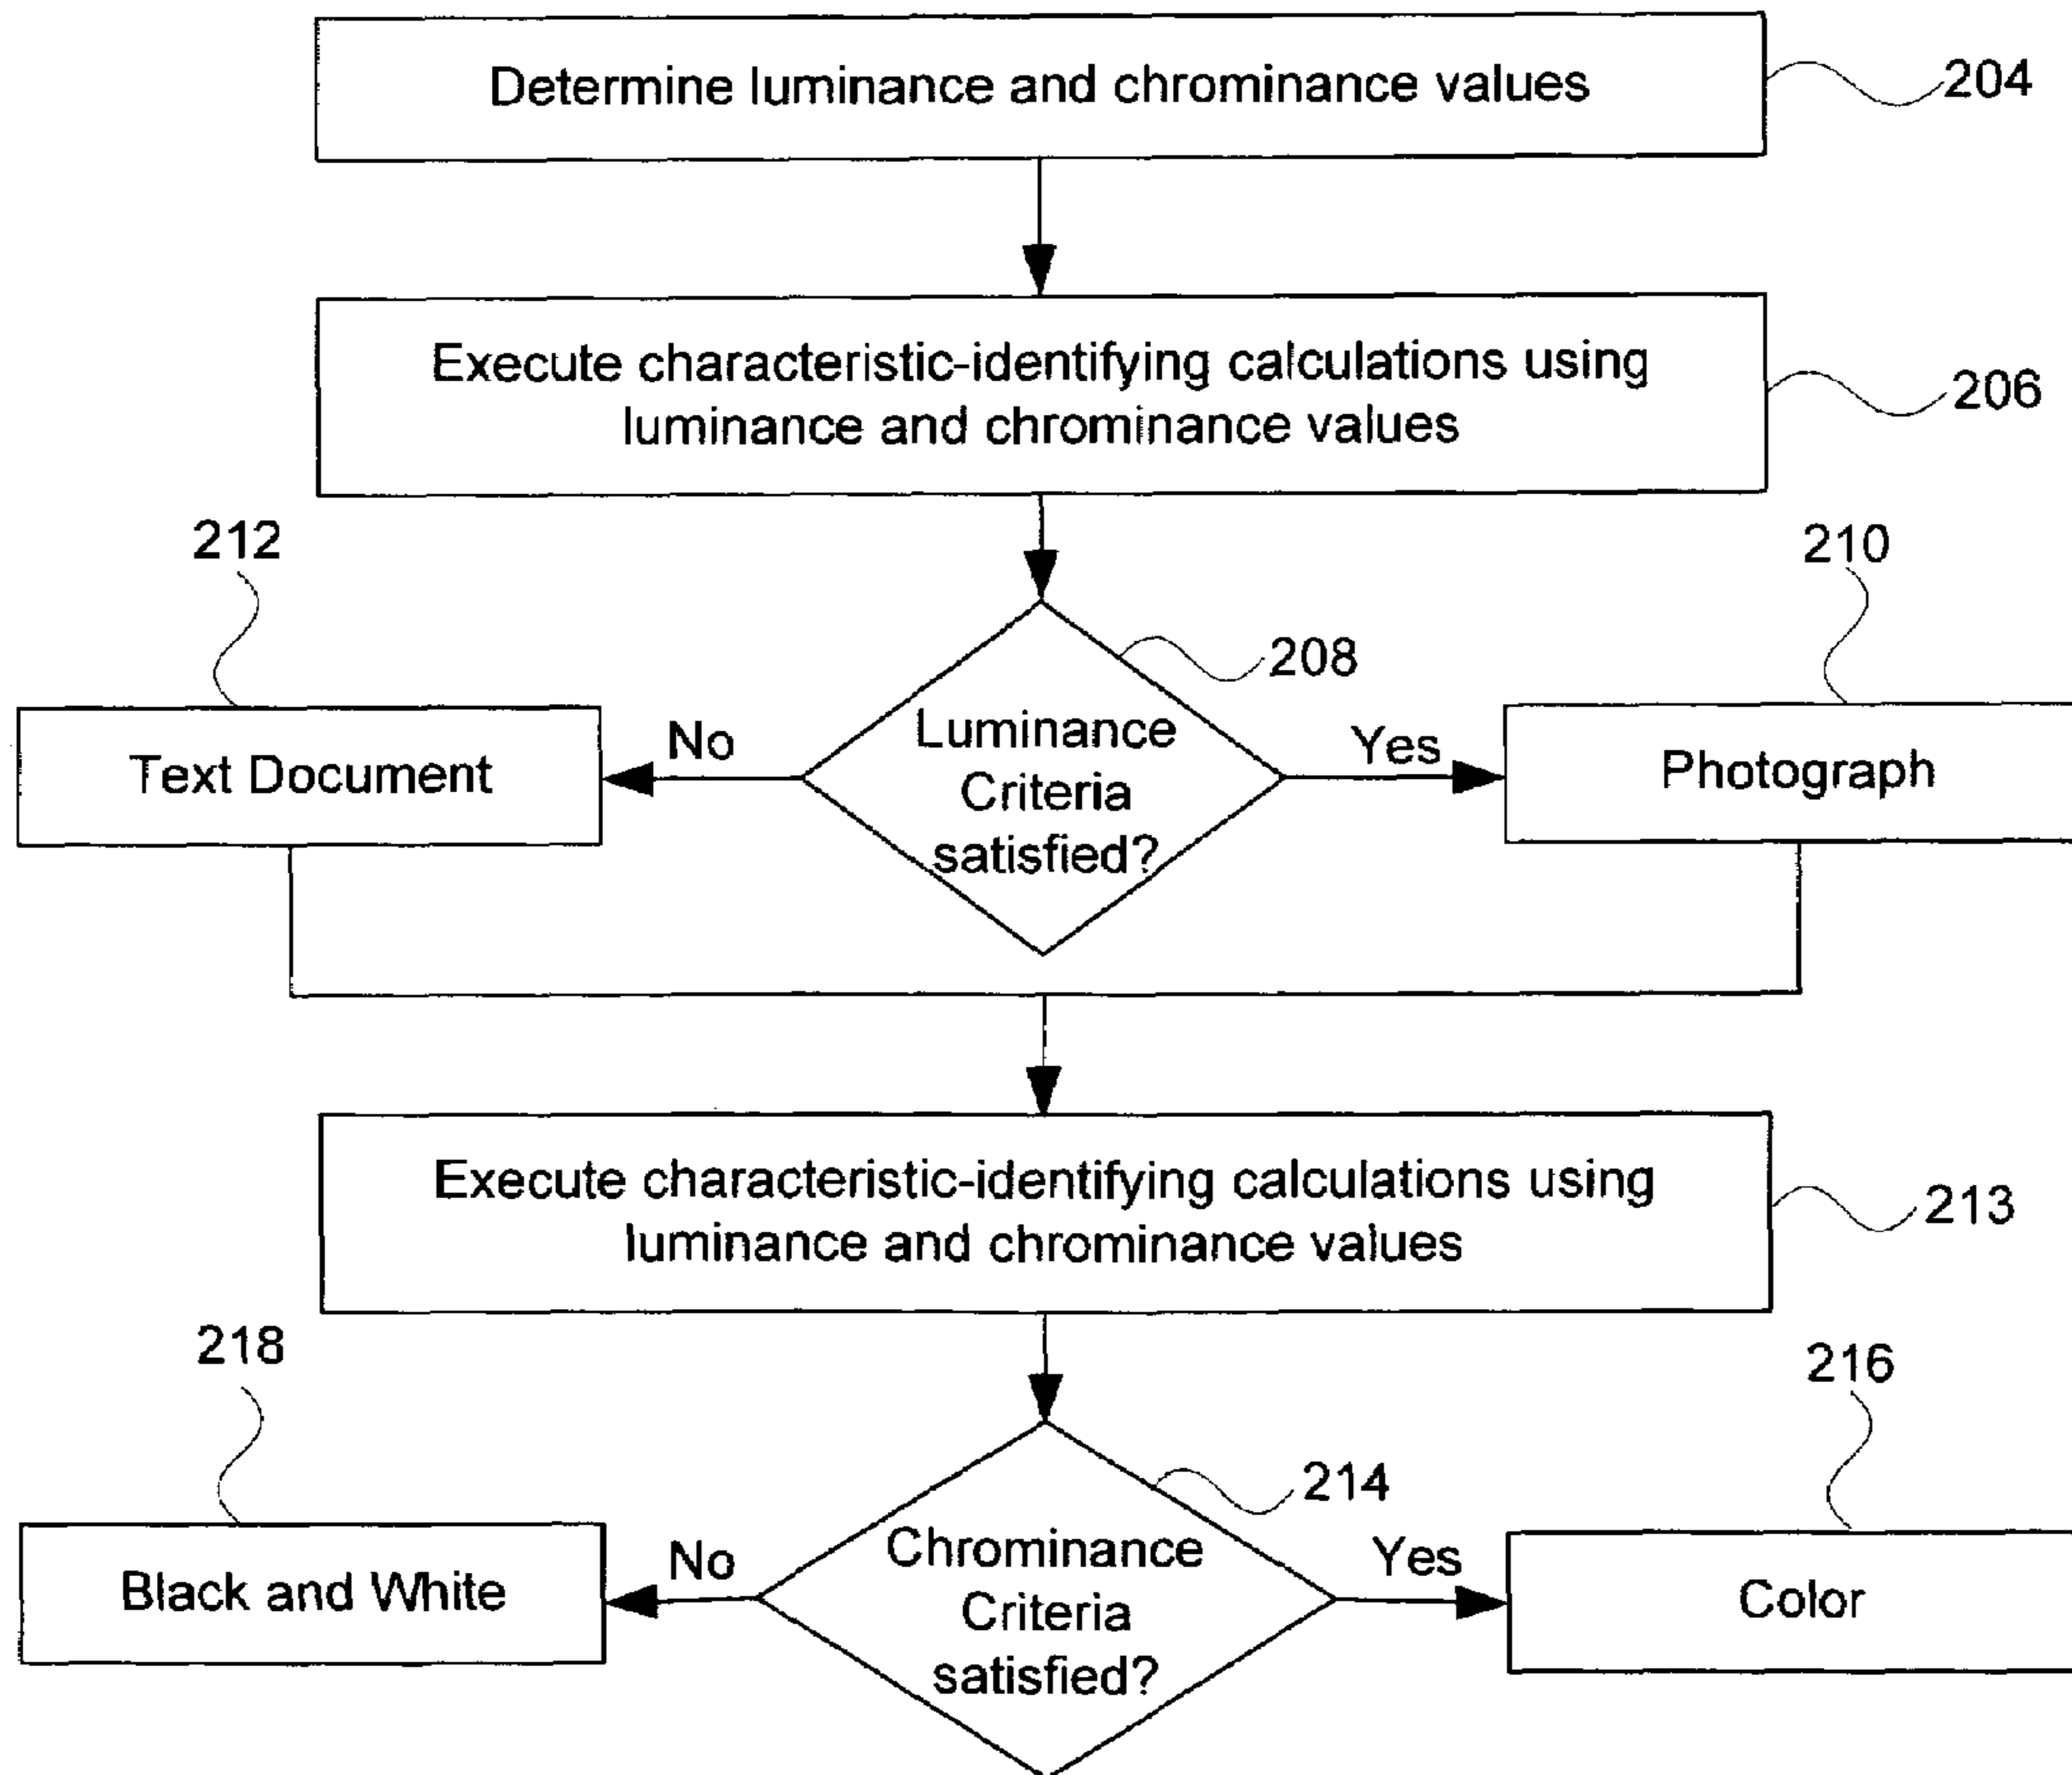 Determine luminance and chrominance values
204
Execute characteristic-identifying calculations using
luminance and chrominance values
206
212
210
208
Text Document
No
Luminance
Criteria
satisfied?
Yes
Photograph
Execute characteristic-identifying calculations using
luminance and chrominance values
213
218
216
214
Black and White
No
Chrominance
Criteria
satisfied?
Yes
Color